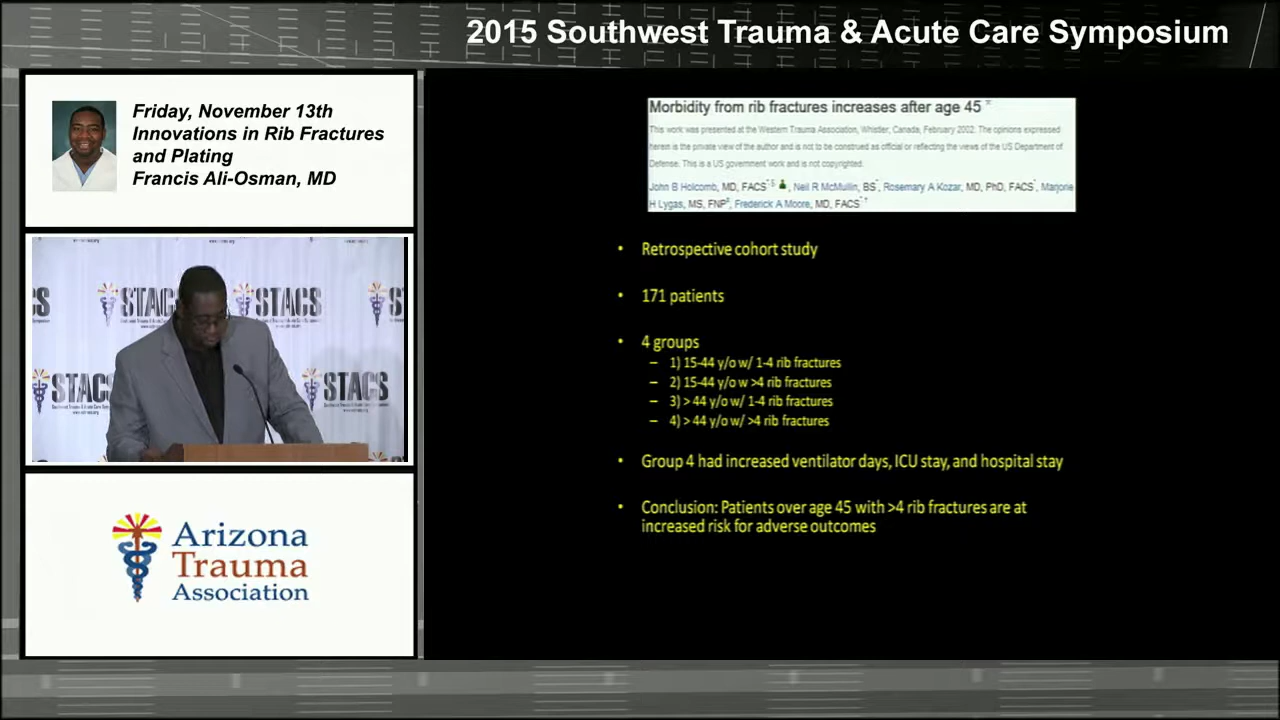 2015 Southwest Trauma & Acute Care Symposium
Friday, November 13th
Innovations in Rib Fractures
and Plating
Francis Ali-Osman, MD
STACS
STACS
STACS
STACS
Arizona
Trauma
Association
Morbidity from rib fractures increases after age 45
This work was presented at the Western Trauma Association, Whistler, Canada, February 2002. The opinions expressed
herein is the private view of the author and is not to be construed as official or reflecting the views of the US Department of
Defense. This is a US government work and is not copyrighted.
John B Holcomb, MD, FACS, Neil R McMullin, BS, Rosemary A Kozar, MD, PhD, FACS, Marjorie
H Lygas, MS, FNP, Frederick A Moore, MD, FACS
• Retrospective cohort study
• 171 patients
• 4 groups
– 1) 15-44 y/o w/ 1-4 rib fractures
– 2) 15-44 y/o w >4 rib fractures
– 3) > 44 y/o w/ 1-4 rib fractures
– 4) > 44 y/o w/ >4 rib fractures
• Group 4 had increased ventilator days, ICU stay, and hospital stay
• Conclusion: Patients over age 45 with >4 rib fractures are at
increased risk for adverse outcomes